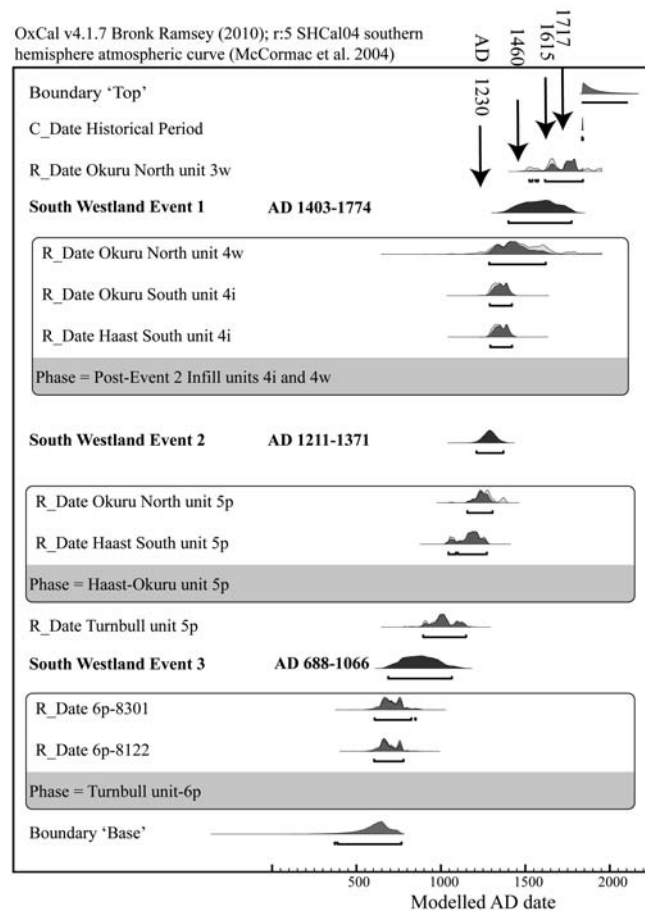 OxCal v4.1.7 Bronk Ramsey (2010); r:5 SHCal04 southern
hemisphere atmospheric curve (McCormac et al. 2004)
AD 1230
1460
1615
1717
Boundary ‘Top’
C_Date Historical Period
R_Date Okuru North unit 3w
South Westland Event 1 AD 1403-1774
R_Date Okuru North unit 4w
R_Date Okuru South unit 4i
R_Date Haast South unit 4i
Phase = Post-Event 2 Infill units 4i and 4w
South Westland Event 2 AD 1211-1371
R_Date Okuru North unit 5p
R_Date Haast South unit 5p
Phase = Haast-Okuru unit 5p
R_Date Turnbull unit 5p
South Westland Event 3 AD 688-1066
R_Date 6p-8301
R_Date 6p-8122
Phase = Turnbull unit-6p
Boundary ‘Base’
500 1000 1500 2000
Modelled AD date